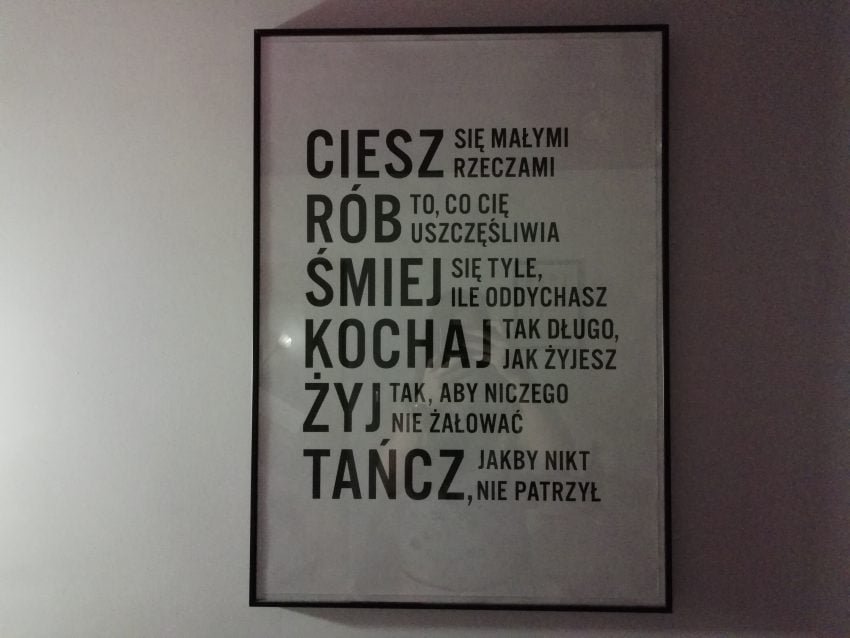 CIESZ SIĘ MAŁYMI
RZECZAMI
RÓB TO, CO CIĘ
USZCZĘŚLIWIA
ŚMIEJ SIĘ TYLE,
ILE ODDYCHASZ
KOCHAJ TAK DŁUGO,
JAK ŻYJESZ
ŻYJ TAK, ABY NICZEGO
NIE ŻAŁOWAĆ
TAŃCZ, JAKBY NIKT
NIE PATRZYŁ